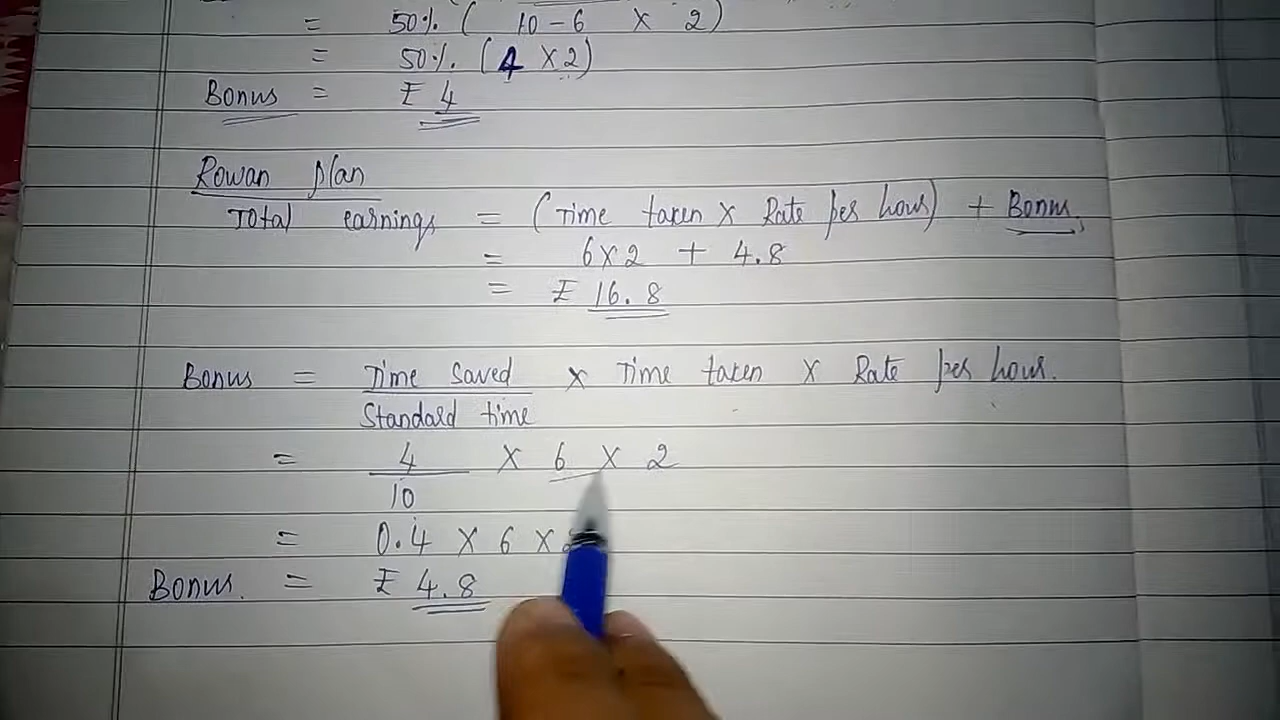 = 50% ( 10 - 6 X 2)
= 50% (4 X 2)
Bonus = ₹ 4
Rowan plan
Total earnings = (Time taken X Rate per hour) + Bonus,
= 6 X 2 + 4.8
= ₹ 16.8
Bonus = Time Saved / Standard time X Time taken X Rate per hour.
= 4 / 10 X 6 X 2
= 0.4 X 6 X
Bonus. = ₹ 4.8